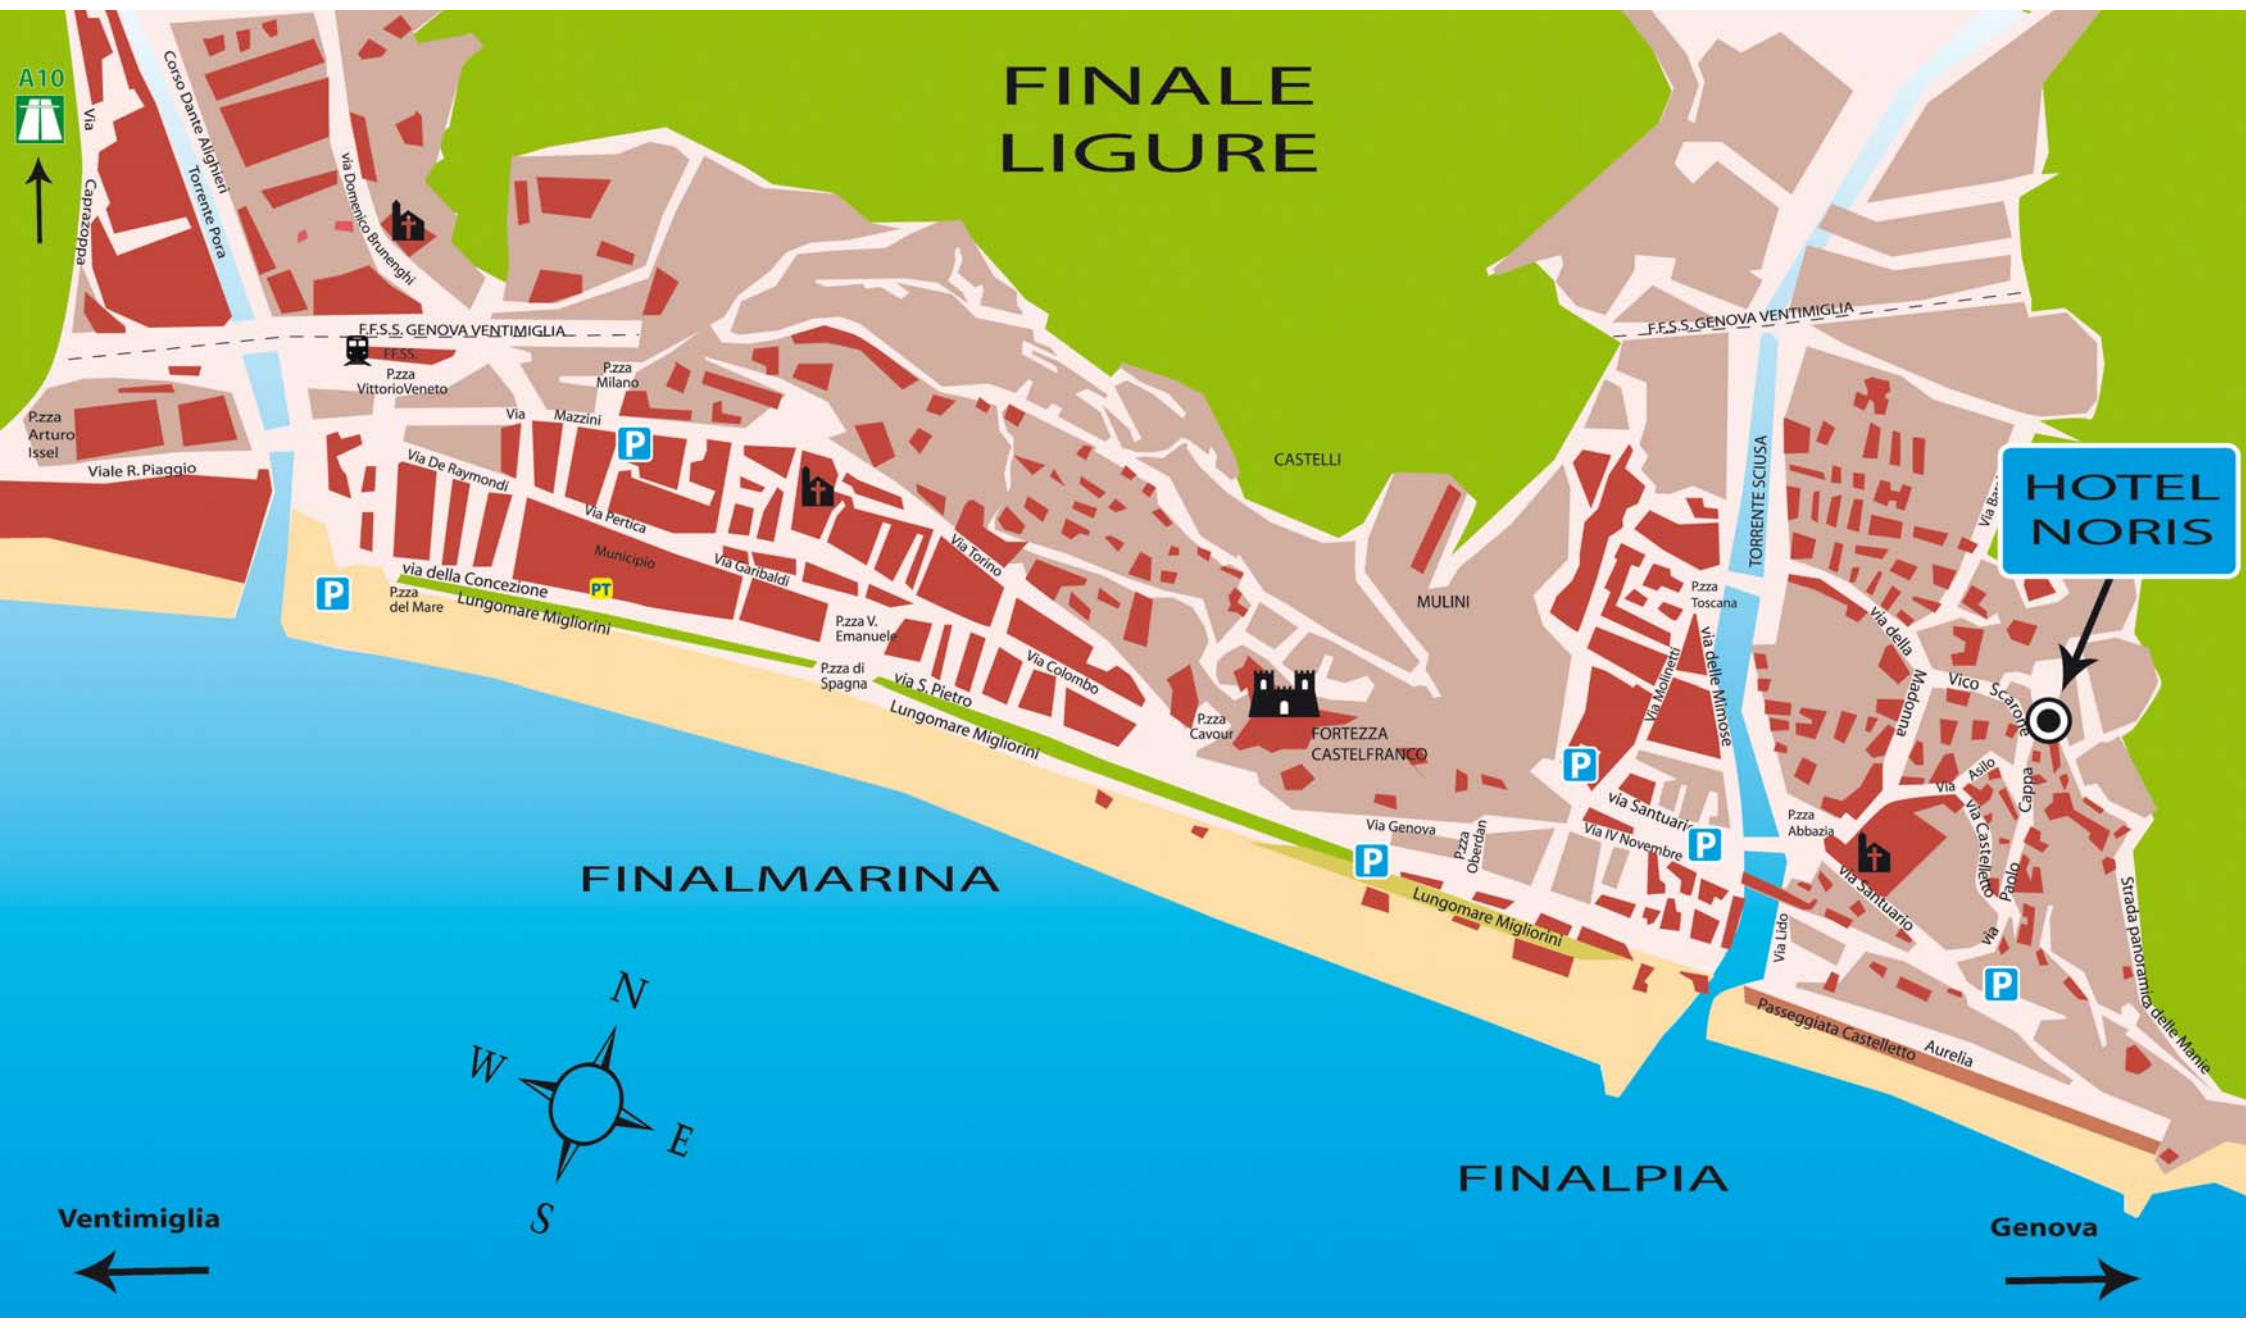 FINALE
LIGURE
A10
Via
Caprazoppa
Corso Dante Alighieri
Torrente Pora
via Domenico Brunenghi
F.F.S.S. GENOVA VENTIMIGLIA
FF.SS.
P.zza
VittorioVeneto
P.zza
Milano
P.zza
Arturo
Issel
Viale R. Piaggio
Via Mazzini
P
Via De Raymondi
Via Pertica
Municipio
PT
Via Garibaldi
Via Torino
P
via della Concezione
P.zza
del Mare
Lungomare Migliorini
P.zza V.
Emanuele
P.zza di
Spagna
via S. Pietro
Lungomare Migliorini
Via Colombo
P.zza
Cavour
FORTEZZA
CASTELFRANCO
CASTELLI
MULINI
F.F.S.S. GENOVA VENTIMIGLIA
TORRENTE SCIUSA
HOTEL
NORIS
P.zza
Toscana
via delle Mimose
Via Molinetti
P
via Santuario
Via IV Novembre
P
Via Genova
P.zza
Oberdan
P
Lungomare Migliorini
via della
Madonna
Vico Scarone
Via Asilo
via Castelletto
via Paolo Cappa
P.zza
Abbazia
via Santuario
Via Lido
P
Strada panoramica delle Manie
Passeggiata Castelletto
Aurelia
FINALMARINA
FINALPIA
N
W
E
S
Ventimiglia
Genova